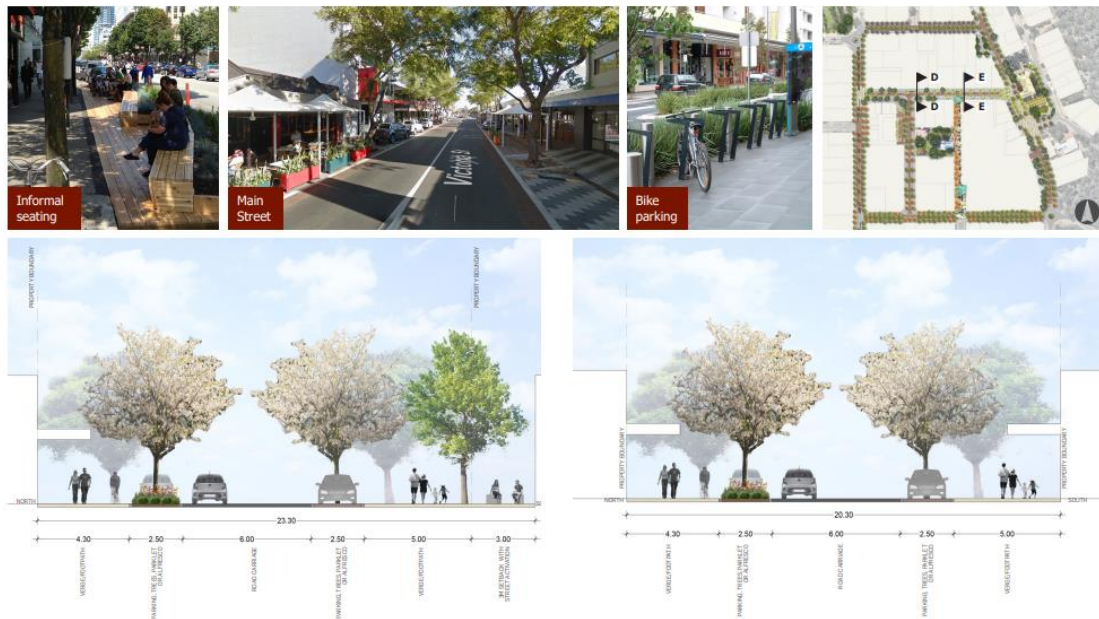 Informal
seating
Main
Street
Victoria St
Bike
parking
D
E
D
E
PROPERTY BOUNDARY
PROPERTY BOUNDARY
NORTH
23.30
4.30
2.50
6.00
2.50
5.00
3.00
VERGE/FOOTPATH
PARKING, TREES, PARKLET
OR ALFRESCO
ROAD CARRIAGE
PARKING, TREES, PARKLET
OR ALFRESCO
VERGE/FOOTPATH
3M SETBACK WITH
STREET ACTIVATION
PROPERTY BOUNDARY
PROPERTY BOUNDARY
NORTH
SOUTH
20.30
4.30
2.50
6.00
2.50
5.00
VERGE/FOOTPATH
PARKING, TREES, PARKLET
OR ALFRESCO
ROAD CARRIAGE
PARKING, TREES, PARKLET
OR ALFRESCO
VERGE/FOOTPATH